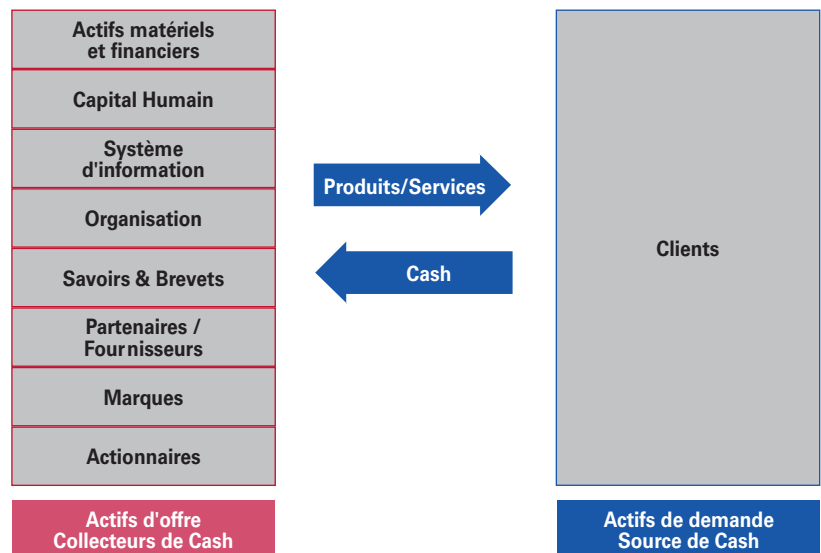 Actifs matériels
et financiers
Capital Humain
Système
d'information
Organisation
Savoirs & Brevets
Partenaires /
Fournisseurs
Marques
Actionnaires
Actifs d'offre
Collecteurs de Cash
Produits/Services
Cash
Clients
Actifs de demande
Source de Cash